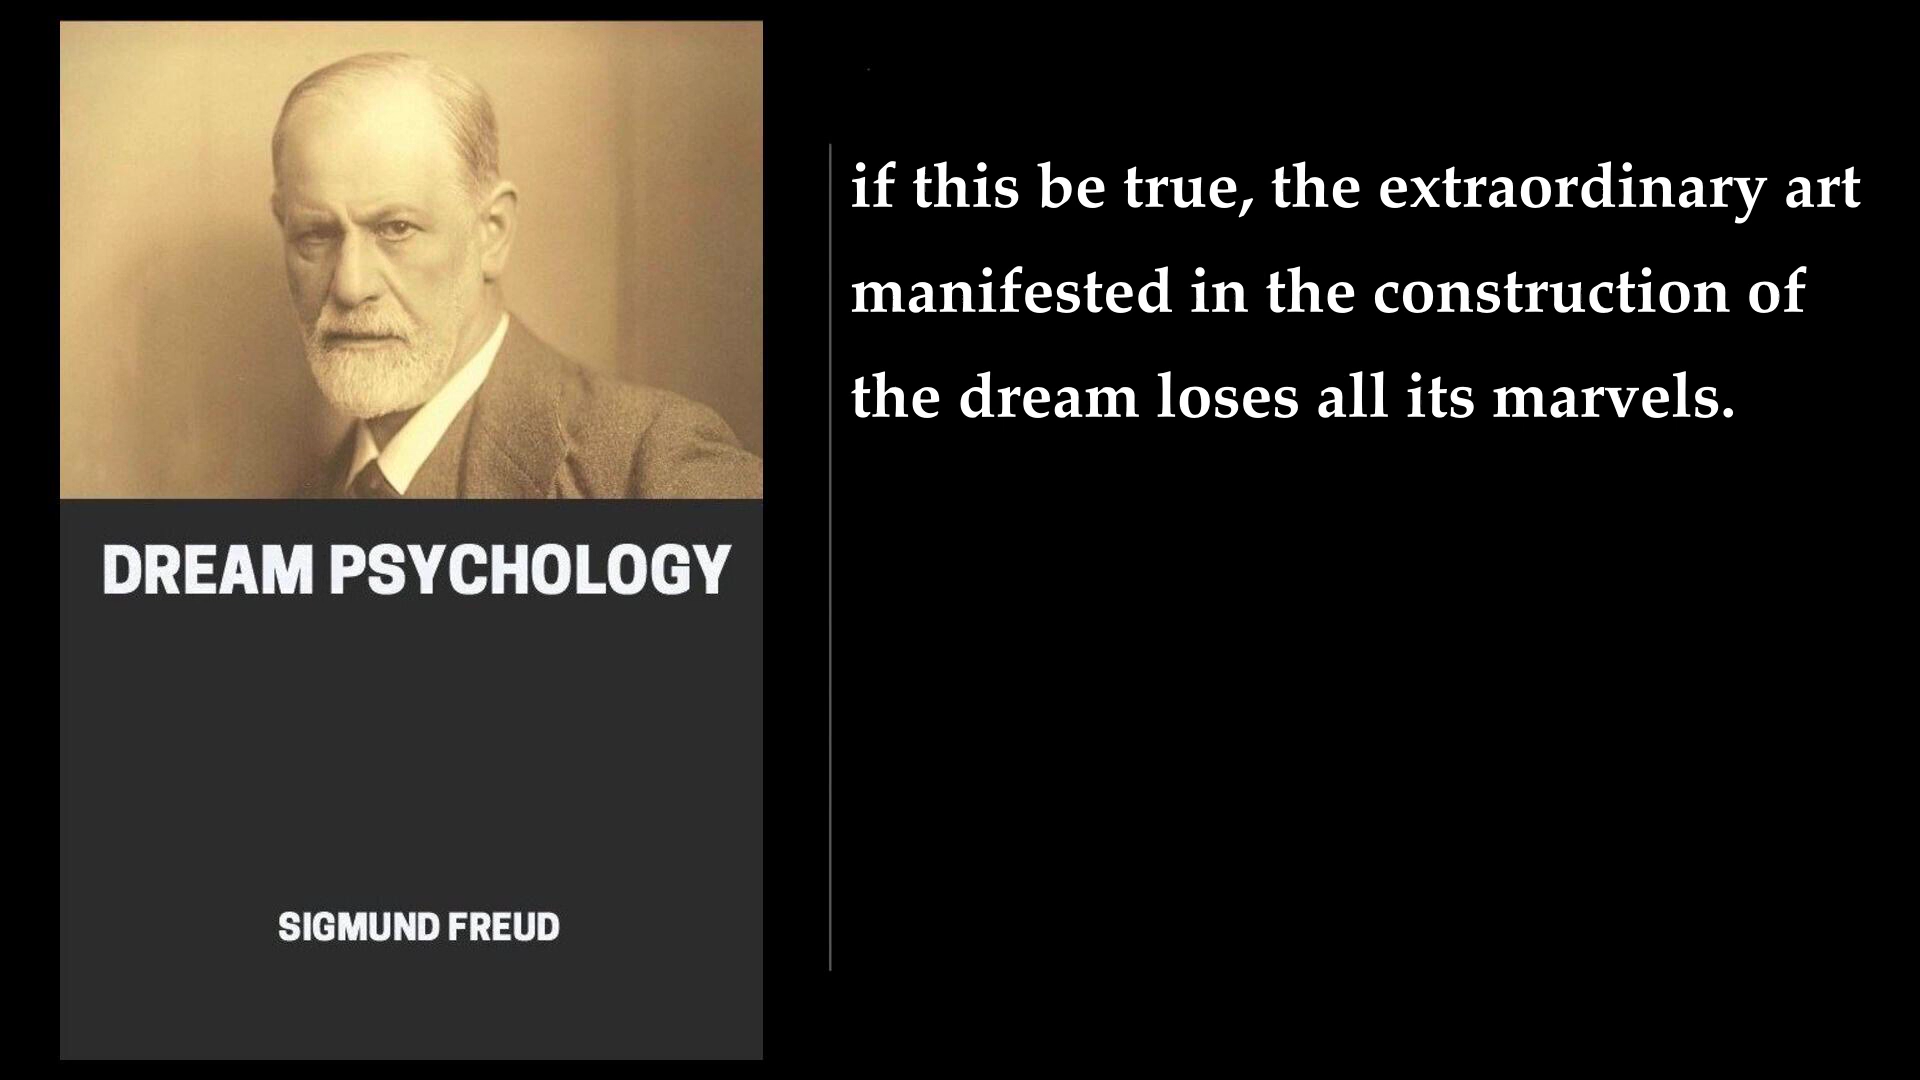 DREAM PSYCHOLOGY
SIGMUND FREUD
if this be true, the extraordinary art
manifested in the construction of
the dream loses all its marvels.